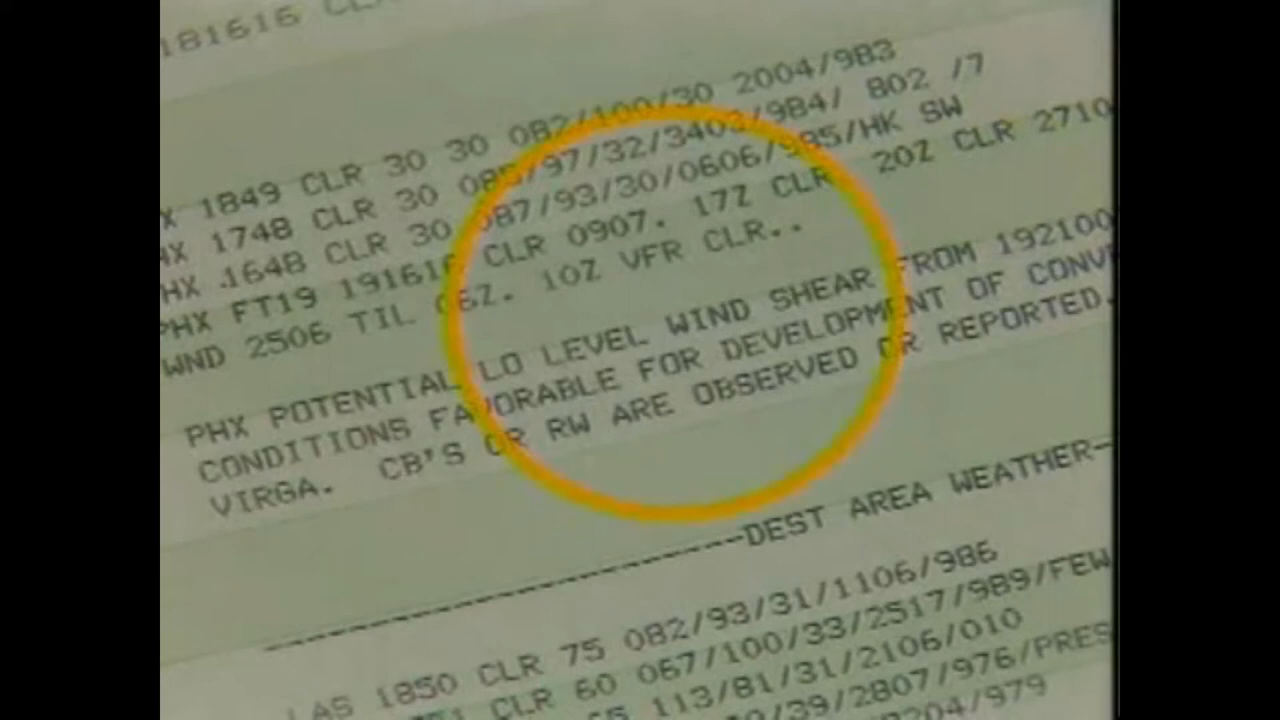 181616
X 1849 CLR 30 30 082/100/30 2004/983
HX 1748 CLR 30 085/97/32/3403/984/ 802 /7
HX .1648 CLR 30 087/93/30/0606/985/HK SW
PHX FT19 191616 CLR 0907. 17Z CLR 20Z CLR 2710
WND 2506 TIL 06Z. 10Z VFR CLR..
PHX POTENTIAL LO LEVEL WIND SHEAR FROM 192100
CONDITIONS FAVORABLE FOR DEVELOPMENT OF CONV
VIRGA. CB'S OR RW ARE OBSERVED OR REPORTED.
DEST AREA WEATHER-
LAS 1850 CLR 75 082/93/31/1106/986
CLR 60 067/100/33/2517/989/FEW
113/81/31/2106/010
/39/2807/976/PRES
/979